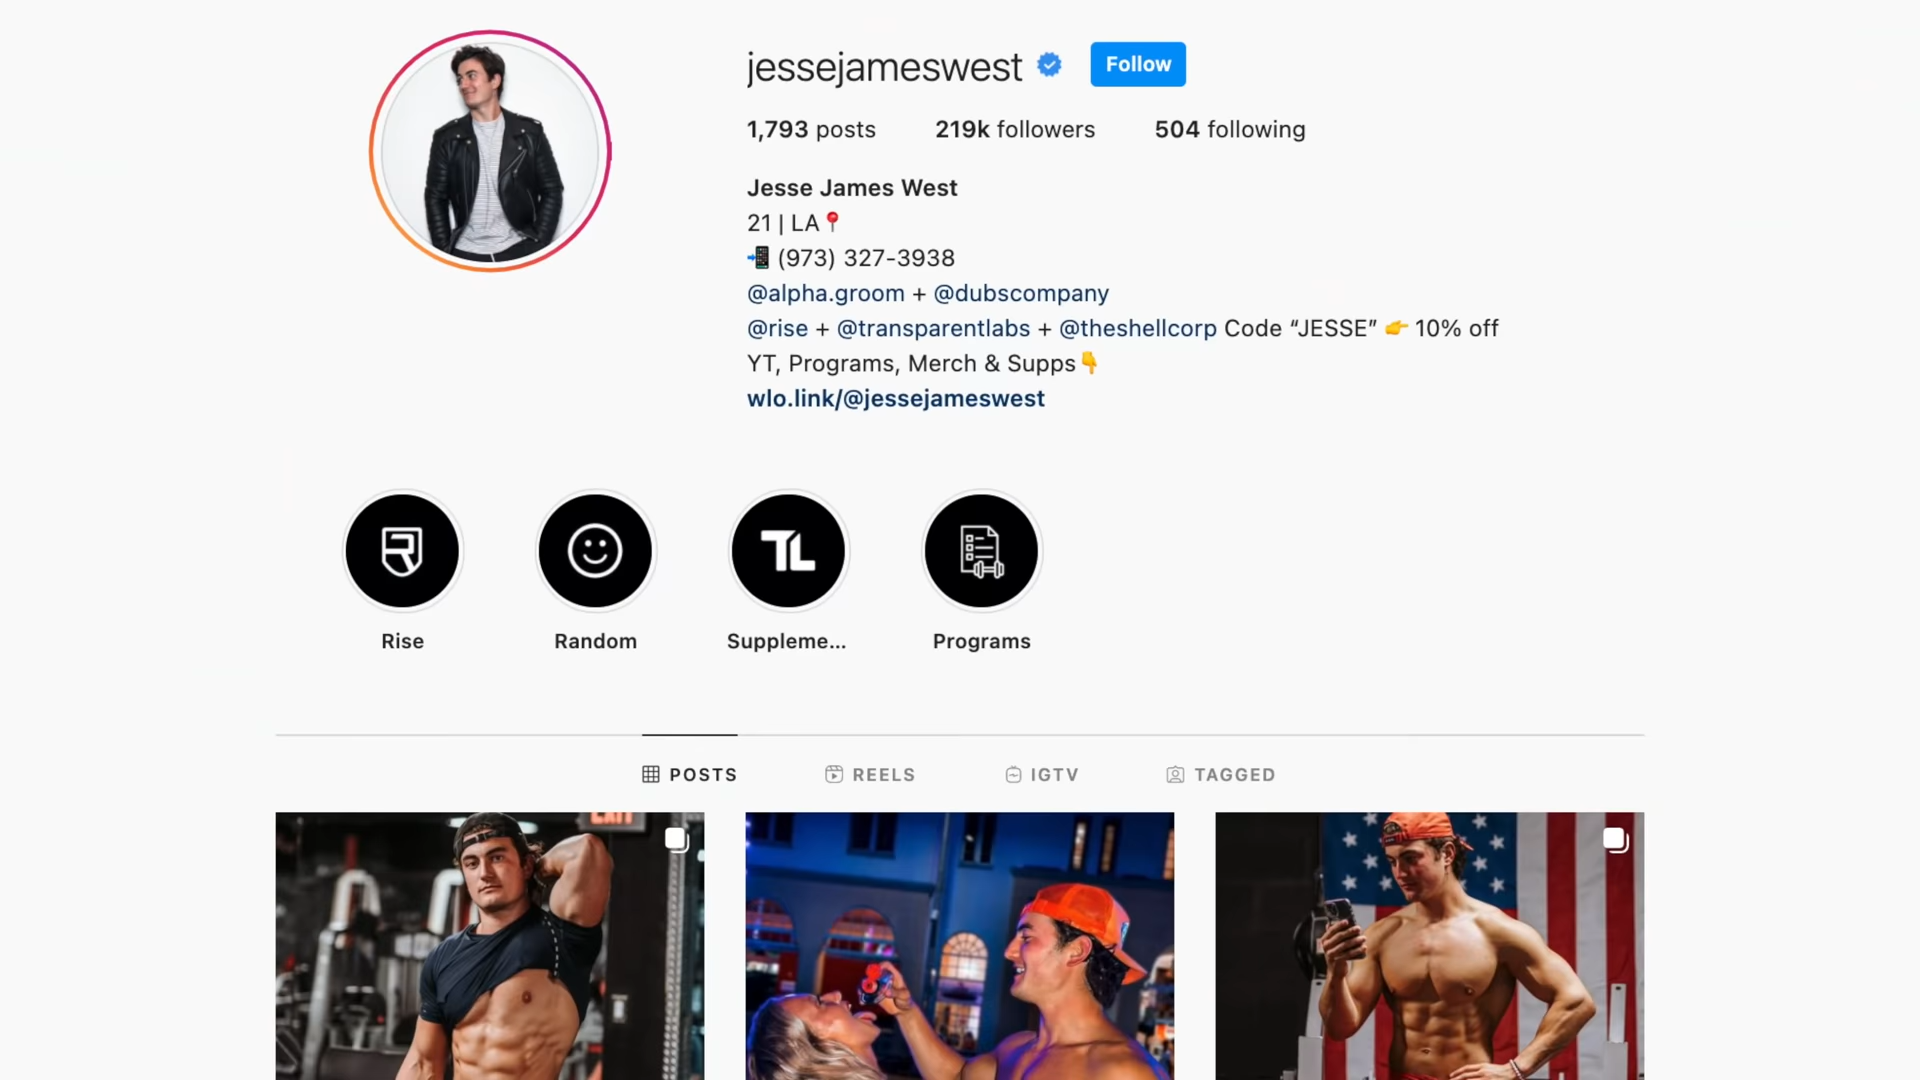 jessejameswest Follow
1,793 posts 219k followers 504 following
Jesse James West
21 | LA📍
📲 (973) 327-3938
@alpha.groom + @dubscompany
@rise + @transparentlabs + @theshellcorp Code “JESSE” 👉 10% off
YT, Programs, Merch & Supps👇
wlo.link/@jessejameswest
R TL
Rise Random Suppleme... Programs
POSTS REELS IGTV TAGGED
EXIT